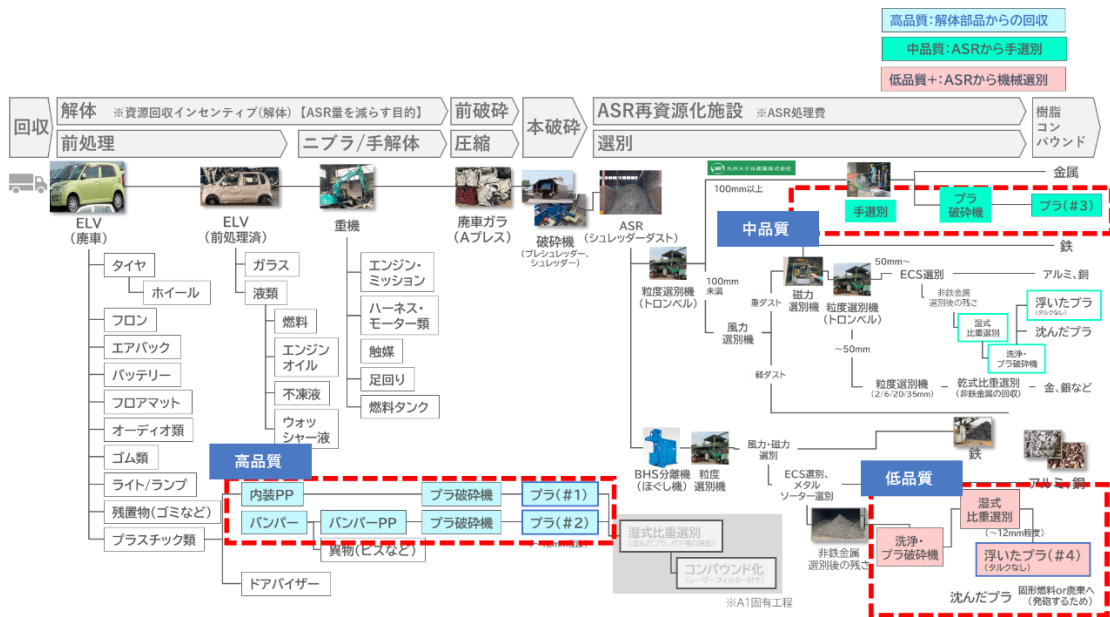 高品質：解体部品からの回収
中品質：ASRから手選別
低品質+：ASRから機械選別
回収
解体 ※資源回収インセンティブ(解体)【ASR量を減らす目的】
前破砕
本破砕
ASR再資源化施設 ※ASR処理費
樹脂
コン
パウンド
前処理
ニブラ/手解体
圧縮
選別
九州メタル産業株式会社
100mm以上
金属
手選別
プラ
破砕機
プラ(#3)
中品質
ELV
(廃車)
ELV
(前処理済)
重機
廃車ガラ
(Aプレス)
破砕機
(プレシュレッダー、
シュレッダー)
ASR
(シュレッダーダスト)
鉄
タイヤ
ホイール
フロン
エアバック
バッテリー
フロアマット
オーディオ類
ゴム類
ライト/ランプ
残置物(ゴミなど)
プラスチック類
ガラス
液類
燃料
エンジン
オイル
不凍液
ウォッ
シャー液
エンジン・
ミッション
ハーネス・
モーター類
触媒
足回り
燃料タンク
粒度選別機
(トロンベル)
100mm
未満
風力
選別機
重ダスト
軽ダスト
磁力
選別機
粒度選別機
(トロンベル)
50mm～
ECS選別
アルミ、銅
非鉄金属
選別後の残さ
湿式
比重選別
浮いたプラ
(タルクなし)
沈んだプラ
洗浄・
プラ破砕機
～50mm
粒度選別機
(2/6/20/35mm)
乾式比重選別
(非鉄金属の回収)
金、銀など
高品質
内装PP
プラ破砕機
プラ(#1)
バンパー
バンパーPP
プラ破砕機
プラ(#2)
異物(ビスなど)
ドアバイザー
湿式比重選別
コンパウンド化
(レーザーフィルター付き)
※A1固有工程
BHS分離機
(ほぐし機)
粒度
選別機
風力・磁力
選別
鉄
ECS選別、
メタル
ソーター選別
アルミ、銅
低品質
非鉄金属
選別後の残さ
洗浄・
プラ破砕機
湿式
比重選別
(～12mm程度)
浮いたプラ(#4)
(タルクなし)
沈んだプラ
固形燃料or廃棄へ
(発砲するため)